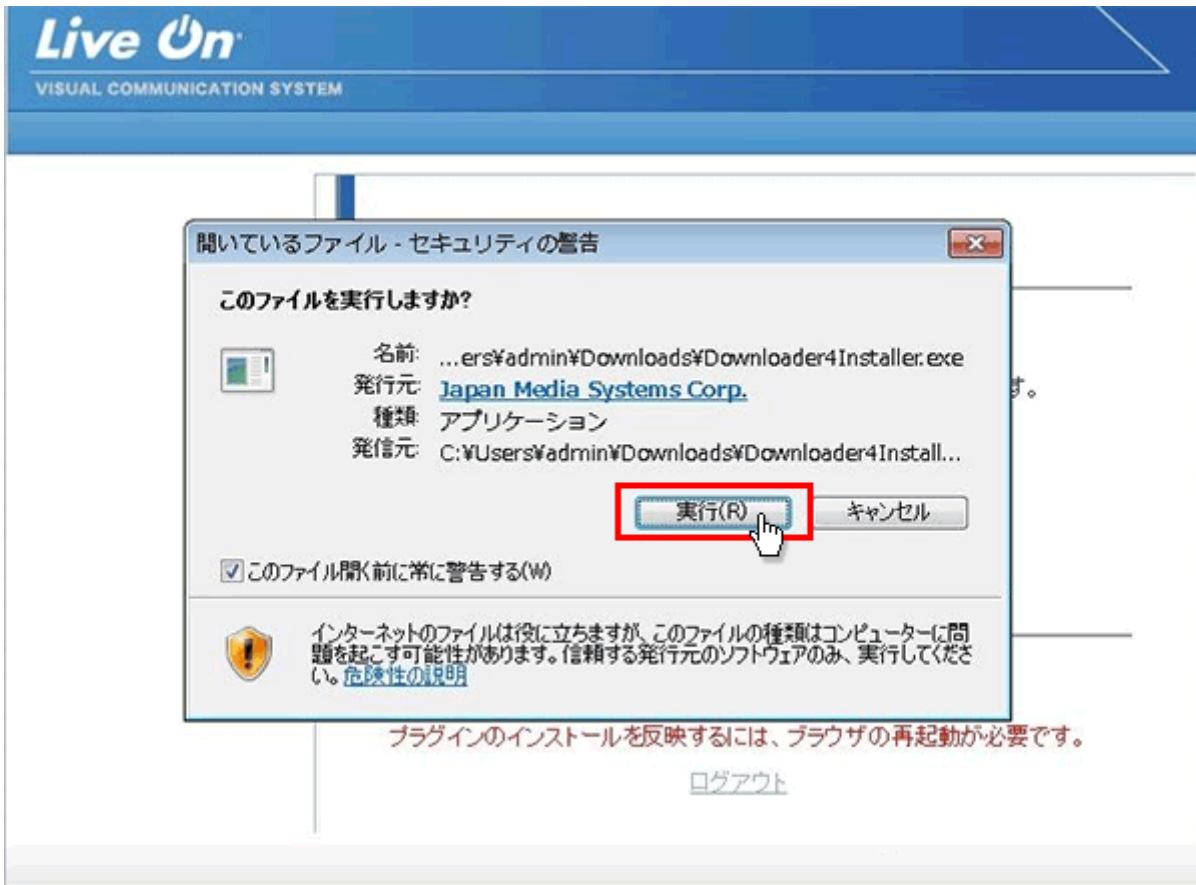 Live On
VISUAL COMMUNICATION SYSTEM
開いているファイル - セキュリティの警告
このファイルを実行しますか?
名前: ...ers¥admin¥Downloads¥Downloader4Installer.exe
発行元: Japan Media Systems Corp.
種類: アプリケーション
発信元: C:¥Users¥admin¥Downloads¥Downloader4Install...
す。
実行(R) キャンセル
このファイル開く前に常に警告する(W)
インターネットのファイルは役に立ちますが、このファイルの種類はコンピューターに問
題を起こす可能性があります。信頼する発行元のソフトウェアのみ、実行してくださ
い。危険性の説明
プラグインのインストールを反映するには、ブラウザの再起動が必要です。
ログアウト